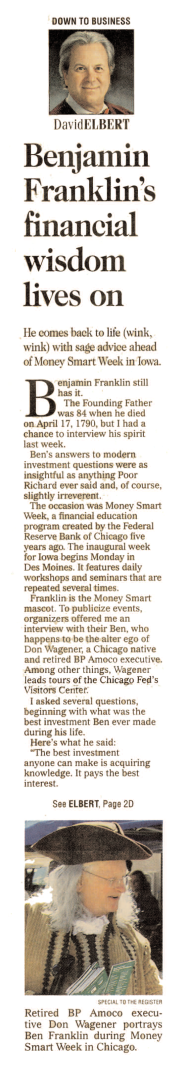 DOWN TO BUSINESS
DavidELBERT
Benjamin
Franklin's
financial
wisdom
lives on
He comes back to life (wink,
wink) with sage advice ahead
of Money Smart Week in Iowa.
Benjamin Franklin still
has it.
The Founding Father
was 84 when he died
on April 17, 1790, but I had a
chance to interview his spirit
last week.
Ben's answers to modern
investment questions were as
insightful as anything Poor
Richard ever said and, of course,
slightly irreverent.
The occasion was Money Smart
Week, a financial education
program created by the Federal
Reserve Bank of Chicago five
years ago. The inaugural week
for Iowa begins Monday in
Des Moines. It features daily
workshops and seminars that are
repeated several times.
Franklin is the Money Smart
mascot. To publicize events,
organizers offered me an
interview with their Ben, who
happens to be the alter ego of
Don Wagener, a Chicago native
and retired BP Amoco executive.
Among other things, Wagener
leads tours of the Chicago Fed's
Visitors Center.
I asked several questions,
beginning with what was the
best investment Ben ever made
during his life.
Here's what he said:
"The best investment
anyone can make is acquiring
knowledge. It pays the best
interest.
See ELBERT, Page 2D
SPECIAL TO THE REGISTER
Retired BP Amoco execu-
tive Don Wagener portrays
Ben Franklin during Money
Smart Week in Chicago.